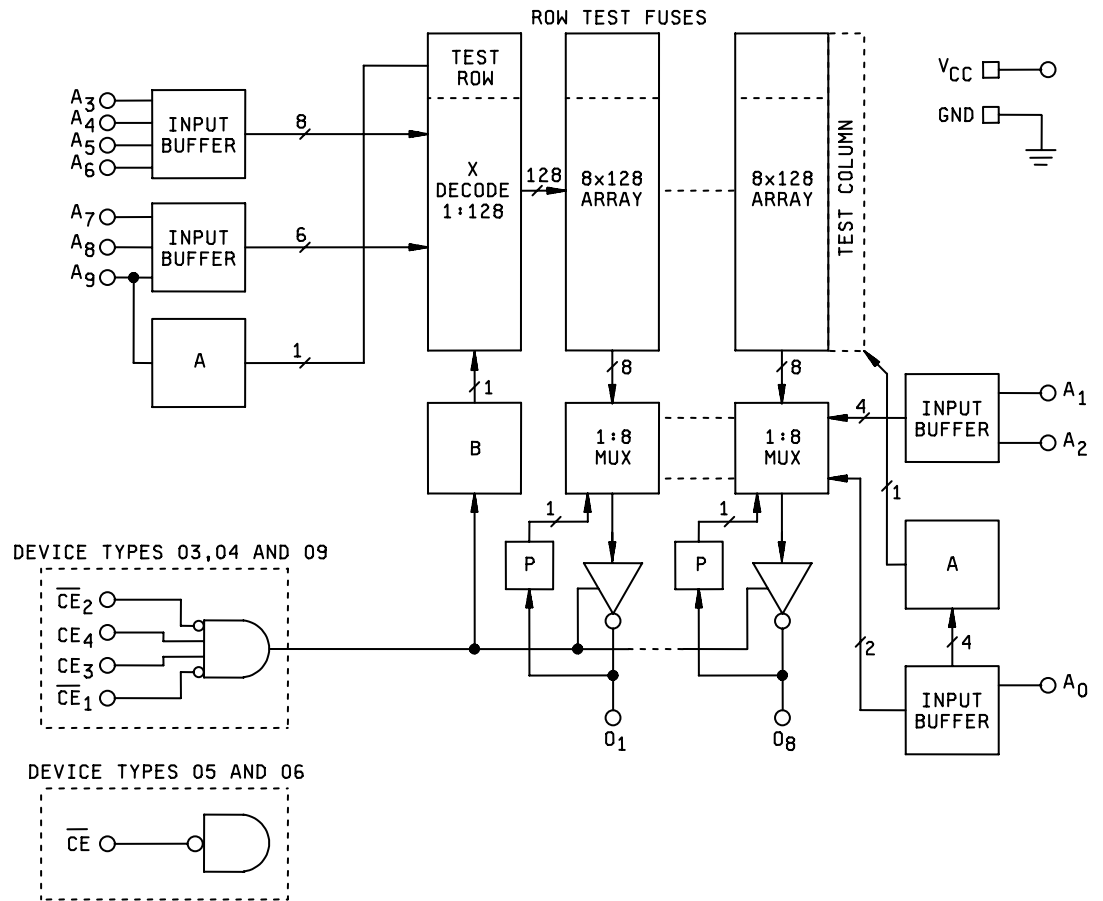 ROW TEST FUSES
TEST
ROW
X
DECODE
1:128
128
8x128
ARRAY
8x128
ARRAY
TEST COLUMN
VCC
GND
A3
A4
A5
A6
INPUT
BUFFER
8
A7
A8
A9
INPUT
BUFFER
6
A
1
1
8
8
B
1:8
MUX
1:8
MUX
4
INPUT
BUFFER
A1
A2
1
1
1
P
P
A
2
4
INPUT
BUFFER
A0
DEVICE TYPES 03,04 AND 09
CE2
CE4
CE3
CE1
O1
O8
DEVICE TYPES 05 AND 06
CE